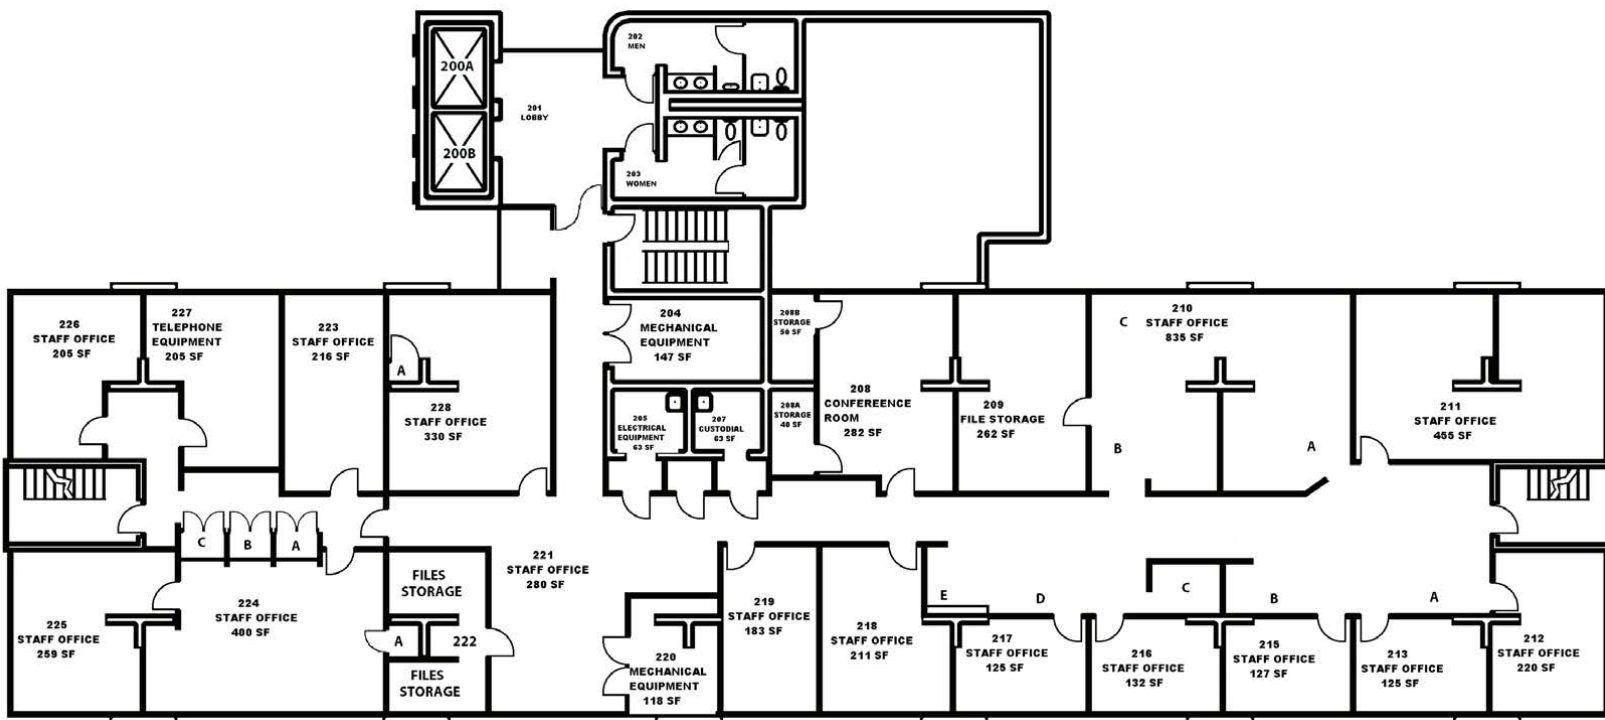 200A
200B
201
LOBBY
202
MEN
203
WOMEN
226
STAFF OFFICE
205 SF
227
TELEPHONE
EQUIPMENT
205 SF
223
STAFF OFFICE
216 SF
A
228
STAFF OFFICE
330 SF
204
MECHANICAL
EQUIPMENT
147 SF
205
ELECTRICAL
EQUIPMENT
63 SF
207
CUSTODIAL
63 SF
208B
STORAGE
50 SF
208A
STORAGE
48 SF
208
CONFEREENCE
ROOM
282 SF
209
FILE STORAGE
262 SF
C
210
STAFF OFFICE
835 SF
B
A
211
STAFF OFFICE
455 SF
C
B
A
225
STAFF OFFICE
259 SF
224
STAFF OFFICE
400 SF
FILES
STORAGE
A
222
FILES
STORAGE
221
STAFF OFFICE
280 SF
220
MECHANICAL
EQUIPMENT
118 SF
219
STAFF OFFICE
183 SF
218
STAFF OFFICE
211 SF
E
D
C
B
A
217
STAFF OFFICE
125 SF
216
STAFF OFFICE
132 SF
215
STAFF OFFICE
127 SF
213
STAFF OFFICE
125 SF
212
STAFF OFFICE
220 SF